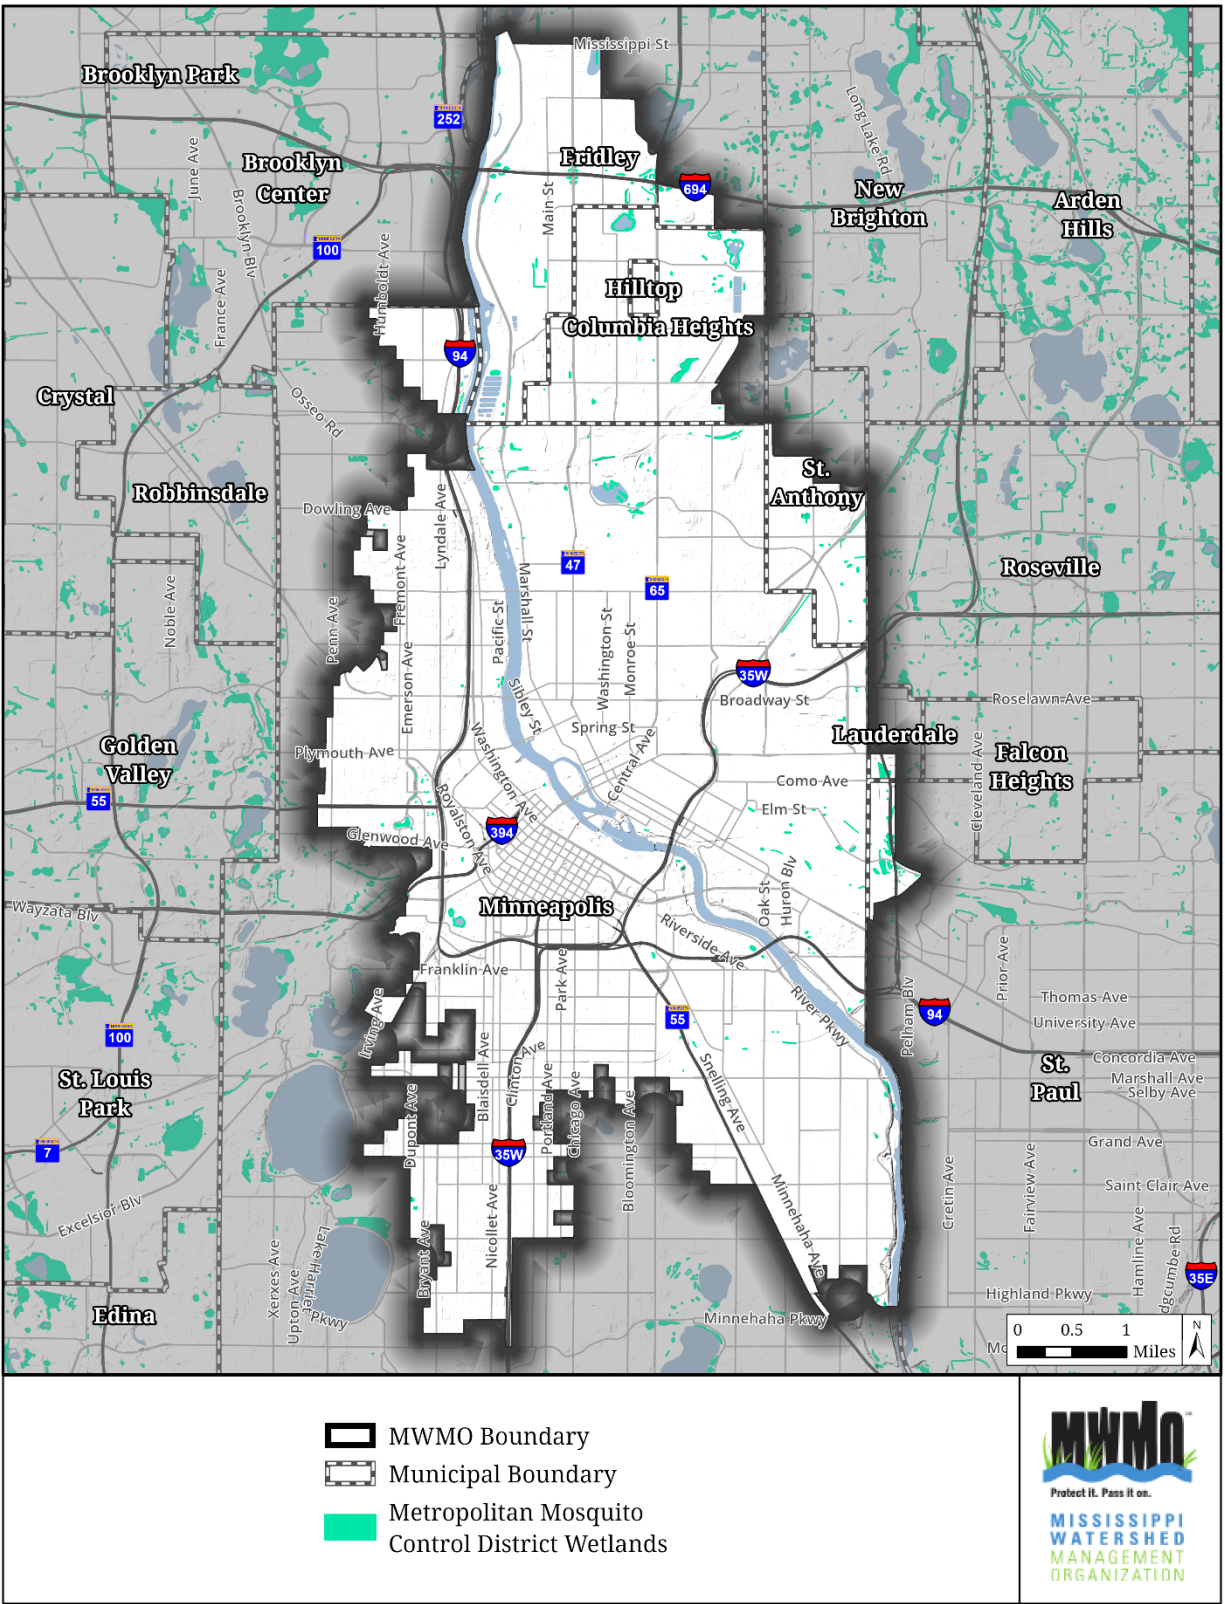 Mississippi St
Brooklyn Park
252
Long Lake Rd
June Ave
Brooklyn
Center
Fridley
694
New
Brighton
Arden
Hills
Main St
Brooklyn Blv
100
Humboldt Ave
France Ave
Hilltop
Columbia Heights
94
Crystal
Osseo Rd
St.
Anthony
Robbinsdale
Dowling Ave
Lyndale Ave
47
65
Roseville
Fremont Ave
Marshall St
Noble Ave
Penn Ave
Pacific St
Washington St
Monroe St
Emerson Ave
35W
Broadway St
Roselawn Ave
Sibley St
Spring St
Lauderdale
Golden
Valley
Plymouth Ave
Washington Ave
Central Ave
Falcon
Heights
Cleveland Ave
Como Ave
55
Elm St
Royalston Ave
394
Glenwood Ave
Oak St
Huron Blv
Wayzata Blv
Minneapolis
Riverside Ave
Franklin Ave
Park Ave
Prior Ave
Pelham Blv
Thomas Ave
University Ave
River Pkwy
94
55
100
Irving Ave
Blaisdell Ave
Clinton Ave
St. Louis
Park
St.
Paul
Concordia Ave
Marshall Ave
Selby Ave
Snelling Ave
Dupont Ave
Portland Ave
Chicago Ave
Bloomington Ave
7
35W
Grand Ave
Saint Clair Ave
Cretin Ave
Fairview Ave
Excelsior Blv
Nicollet Ave
Minnehaha Ave
Hamline Ave
dgcumbe Rd
Bryant Ave
Xerxes Ave
Upton Ave
Lake Harriet Pkwy
35E
Highland Pkwy
Edina
Minnehaha Pkwy
Mc
0 0.5 1
Miles
N
MWMO Boundary
Municipal Boundary
Metropolitan Mosquito
Control District Wetlands
MWMO
Protect it. Pass it on.
MISSISSIPPI
WATERSHED
MANAGEMENT
ORGANIZATION